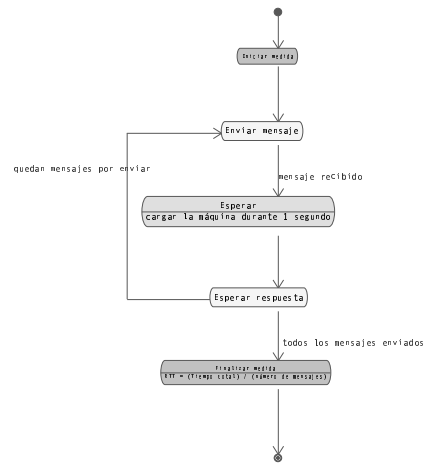 Iniciar medida
Enviar mensaje
quedan mensajes por enviar
mensaje recibido
Esperar
cargar la máquina durante 1 segundo
Esperar respuesta
todos los mensajes enviados
Finalizar medida
RTT = (Tiempo total) / (número de mensajes)